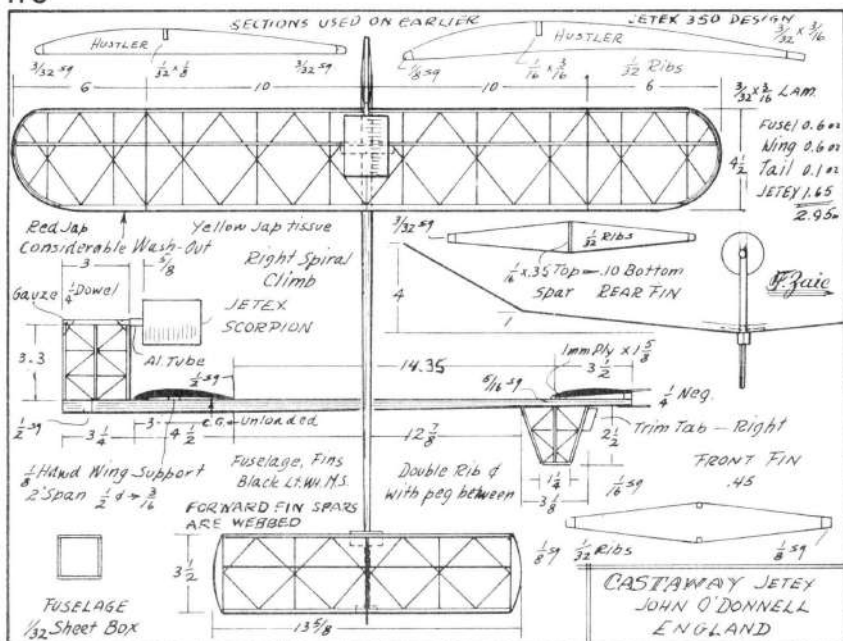 SECTIONS USED ON EARLIER JETEX 350 DESIGN
HUSTLER
3/32 sq
1/32 x 1/8
3/32 sq
HUSTLER
1/8 sq
1/16 x 3/16
1/32 Ribs
3/32 x 3/16
6
10
10
6
3/32 x 3/16 LAM.
FUSEL 0.6 oz
Wing 0.6 oz
Tail 0.1 oz
JETEX 1.65
2.95 oz
4 1/2
Red Jap
Yellow Jap tissue
Considerable Wash-Out
3
5/8
Right Spiral
Climb
3/32 sq
1/32 Ribs
1/16 x .35 Top - .10 Bottom
Spar
REAR FIN
F. Zaic
Gauze
1/4 Dowel
JETEX
SCORPION
Al. Tube
4
1
3.3
1/2 sq
14.35
1mm Ply x 1 5/8
3 1/2
5/16 sq
1/4 Neg.
1/2 sq
3 1/4
3
4 1/2
C.G. - Unloaded
12 7/8
2 1/2
Trim Tab - Right
1/8 Hard Wing Support
2" Span 1/2 ¢ → 3/16
Fuselage, Fins
Black Lt. Wt. M.S.
Double Rib ¢
With peg between
1 1/4
3 1/8
1/16 sq
FRONT FIN
.45
FORWARD FIN SPARS
ARE WEBBED
1/8 sq
1/32 Ribs
1/8 sq
3 1/2
13 5/8
FUSELAGE
1/32 Sheet Box
CASTAWAY JETEX
JOHN O'DONNELL
ENGLAND